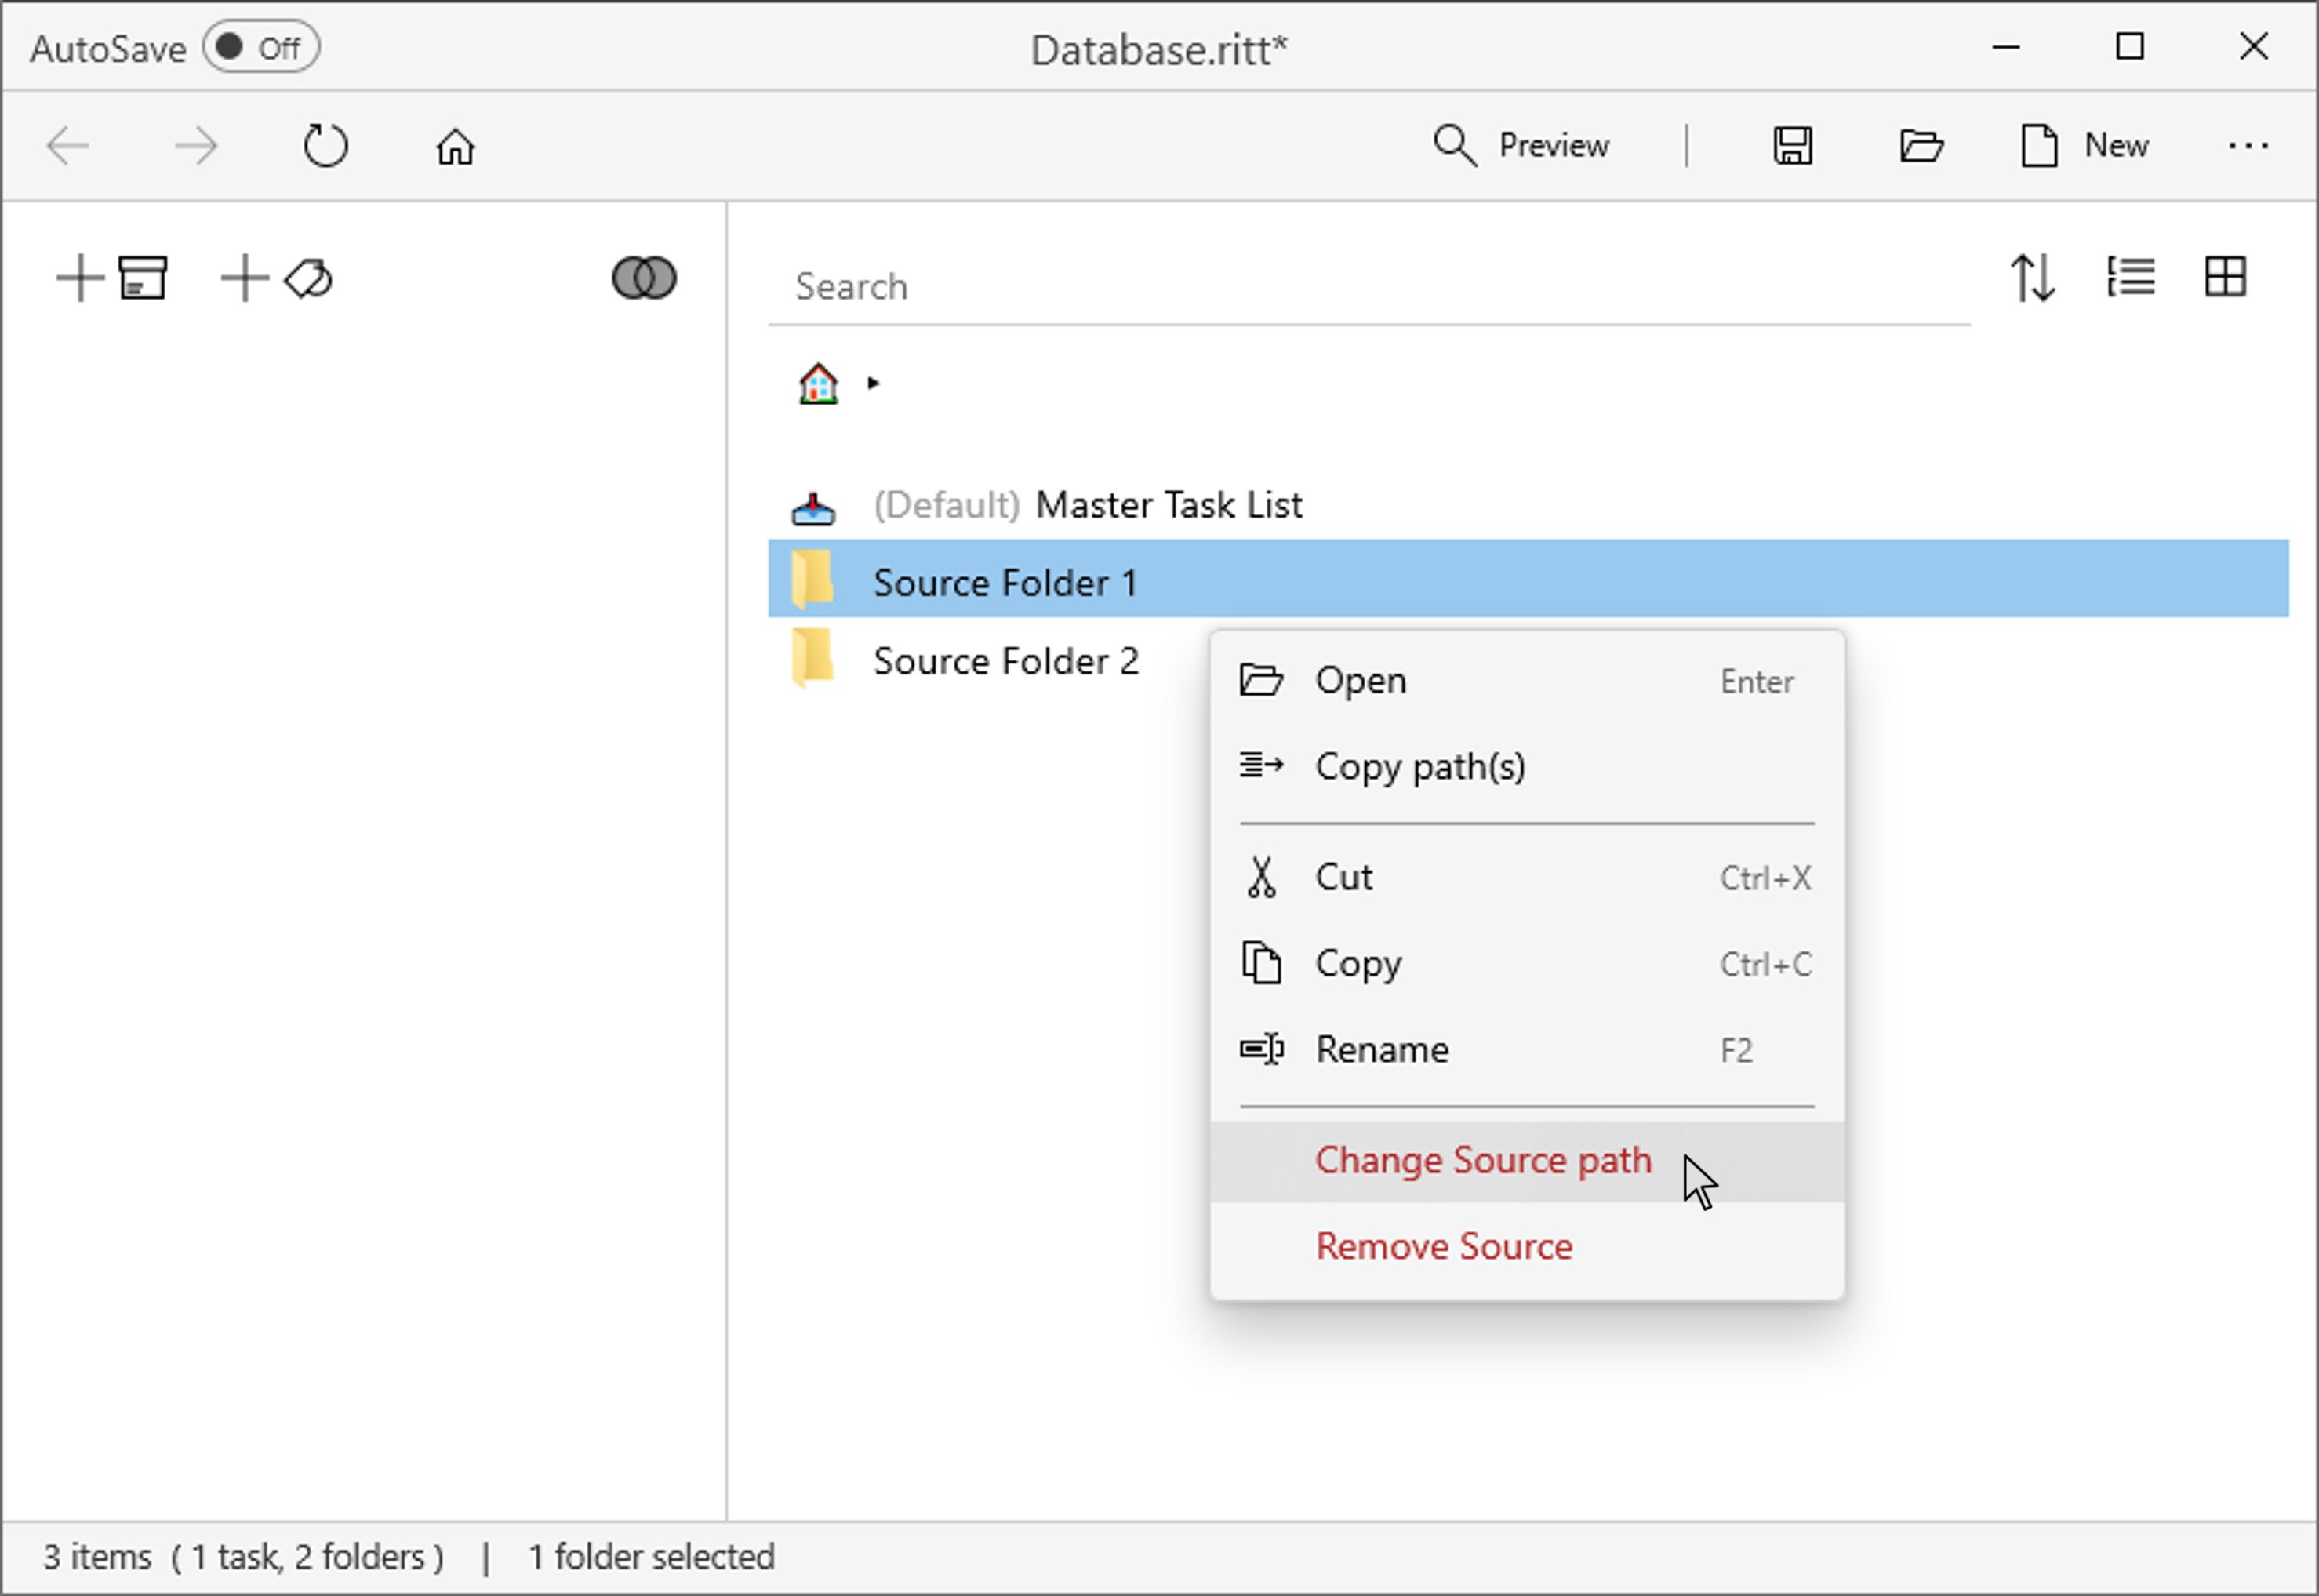 AutoSave Off Database.ritt*
Preview | New ...
Search
(Default) Master Task List
Source Folder 1
Source Folder 2
Open Enter
Copy path(s)
Cut Ctrl+X
Copy Ctrl+C
Rename F2
Change Source path
Remove Source
3 items ( 1 task, 2 folders ) | 1 folder selected